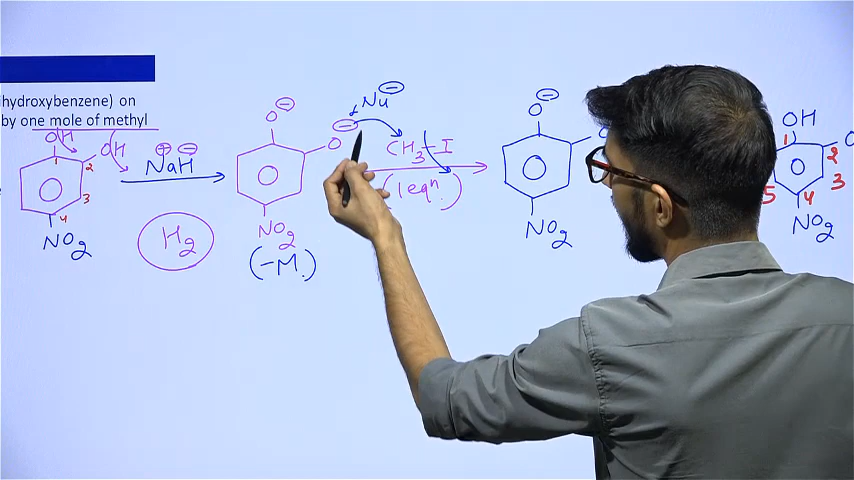 ihydroxybenzene) on
by one mole of methyl
OH
OH
1
2
3
4
NO2
⊕ ⊖
NaH
H2
O⊖
O⊖
NO2
(-M.)
Nu⊖
CH3-I
(1eqⁿ.)
O⊖
NO2
OH
1
2
3
4
5
NO2